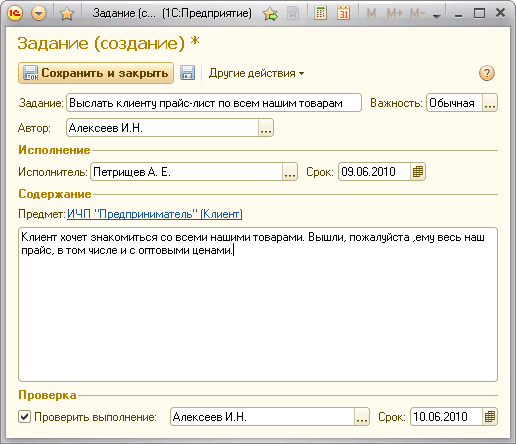 Задание (с... (1С:Предприятие)
M M+ M-
Задание (создание) *
Сохранить и закрыть Другие действия
Задание: Выслать клиенту прайс-лист по всем нашим товарам Важность: Обычная ...
Автор: Алексеев И.Н. ...
Исполнение
Исполнитель: Петрищев А. Е. ... Срок: 09.06.2010
Содержание
Предмет: ИЧП "Предприниматель" (Клиент)
Клиент хочет знакомиться со всеми нашими товарами. Вышли, пожалуйста ,ему весь наш
прайс, в том числе и с оптовыми ценами.
Проверка
Проверить выполнение: Алексеев И.Н. ... Срок: 10.06.2010